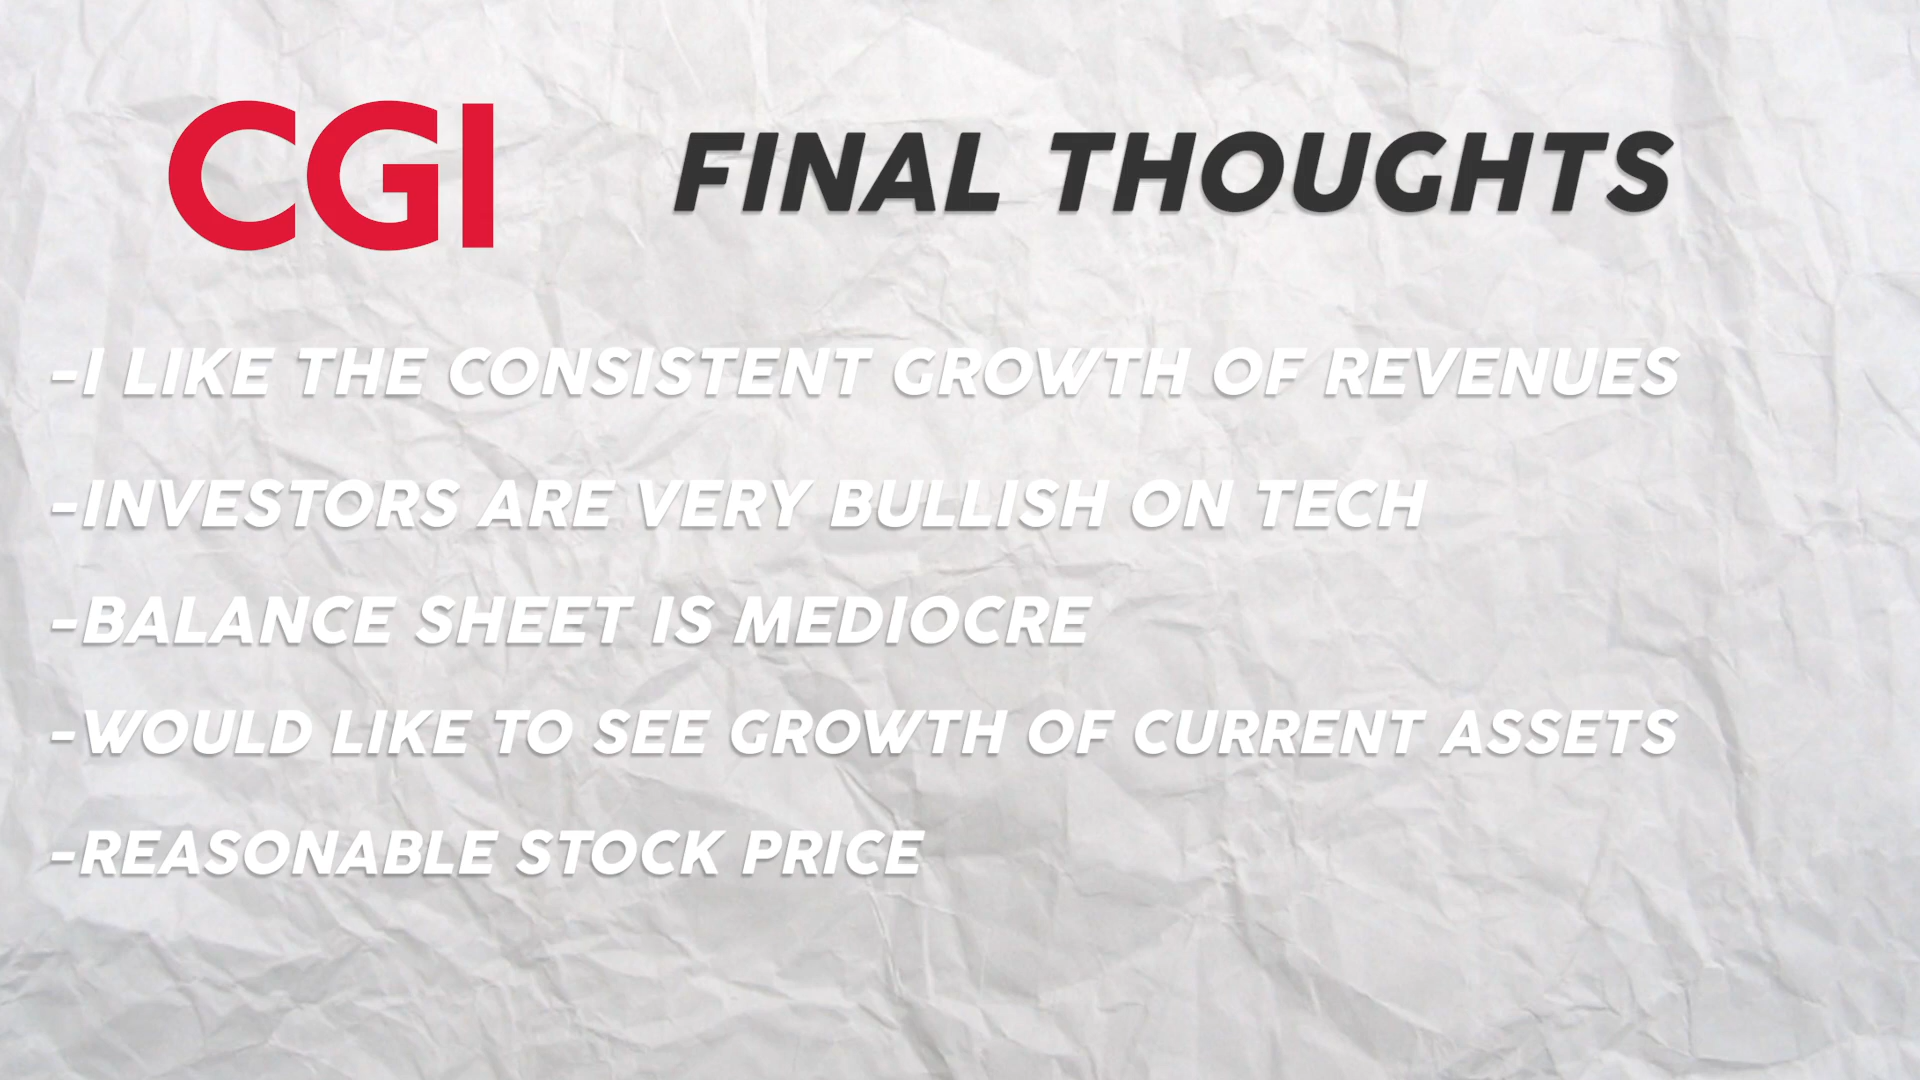 CGI
FINAL THOUGHTS
-I LIKE THE CONSISTENT GROWTH OF REVENUES
-INVESTORS ARE VERY BULLISH ON TECH
-BALANCE SHEET IS MEDIOCRE
-WOULD LIKE TO SEE GROWTH OF CURRENT ASSETS
-REASONABLE STOCK PRICE